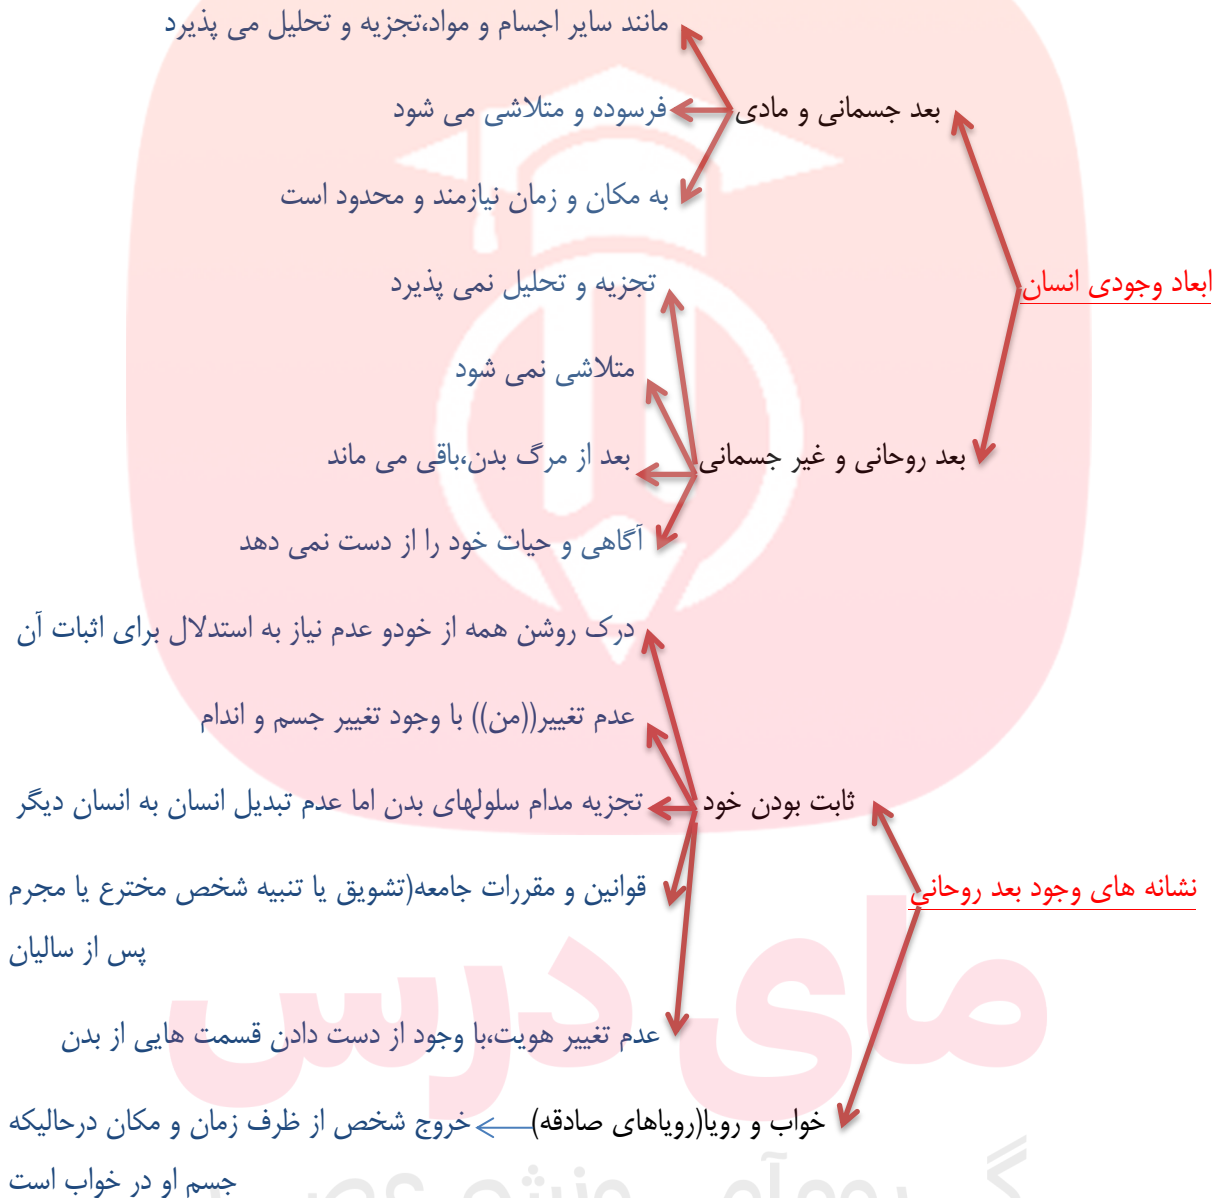 مانند سایر اجسام و مواد،تجزیه و تحلیل می پذیرد
بعد جسمانی و مادی
فرسوده و متلاشی می شود
به مکان و زمان نیازمند و محدود است
ابعاد وجودی انسان
تجزیه و تحلیل نمی پذیرد
متلاشی نمی شود
بعد روحانی و غیر جسمانی
بعد از مرگ بدن،باقی می ماند
آگاهی و حیات خود را از دست نمی دهد
درک روشن همه از خودو عدم نیاز به استدلال برای اثبات آن
عدم تغییر((من)) با وجود تغییر جسم و اندام
ثابت بودن خود
تجزیه مدام سلولهای بدن اما عدم تبدیل انسان به انسان دیگر
نشانه های وجود بعد روحانی
قوانین و مقررات جامعه(تشویق یا تنبیه شخص مخترع یا مجرم
پس از سالیان
عدم تغییر هویت،با وجود از دست دادن قسمت هایی از بدن
خواب و رویا(رویاهای صادقه)
خروج شخص از ظرف زمان و مکان درحالیکه
جسم او در خواب است
مای درس